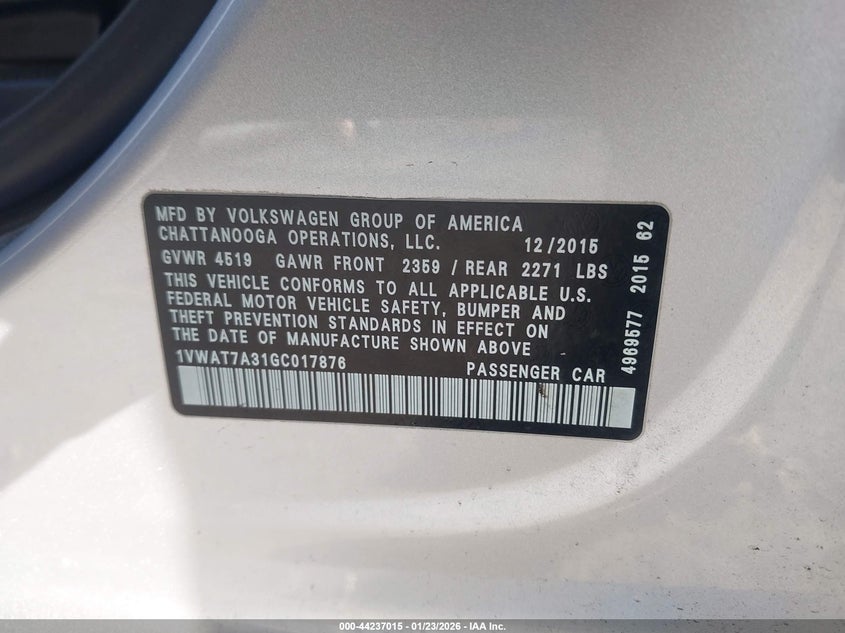 MFD BY VOLKSWAGEN GROUP OF AMERICA
CHATTANOOGA OPERATIONS, LLC. 12/2015
GVWR 4519 GAWR FRONT 2359 / REAR 2271 LBS
THIS VEHICLE CONFORMS TO ALL APPLICABLE U.S.
FEDERAL MOTOR VEHICLE SAFETY, BUMPER AND
THEFT PREVENTION STANDARDS IN EFFECT ON
THE DATE OF MANUFACTURE SHOWN ABOVE
1VWAT7A31GC017876 PASSENGER CAR
4969577 2015 62
000-44237015 - 01/23/2026 - IAA Inc.